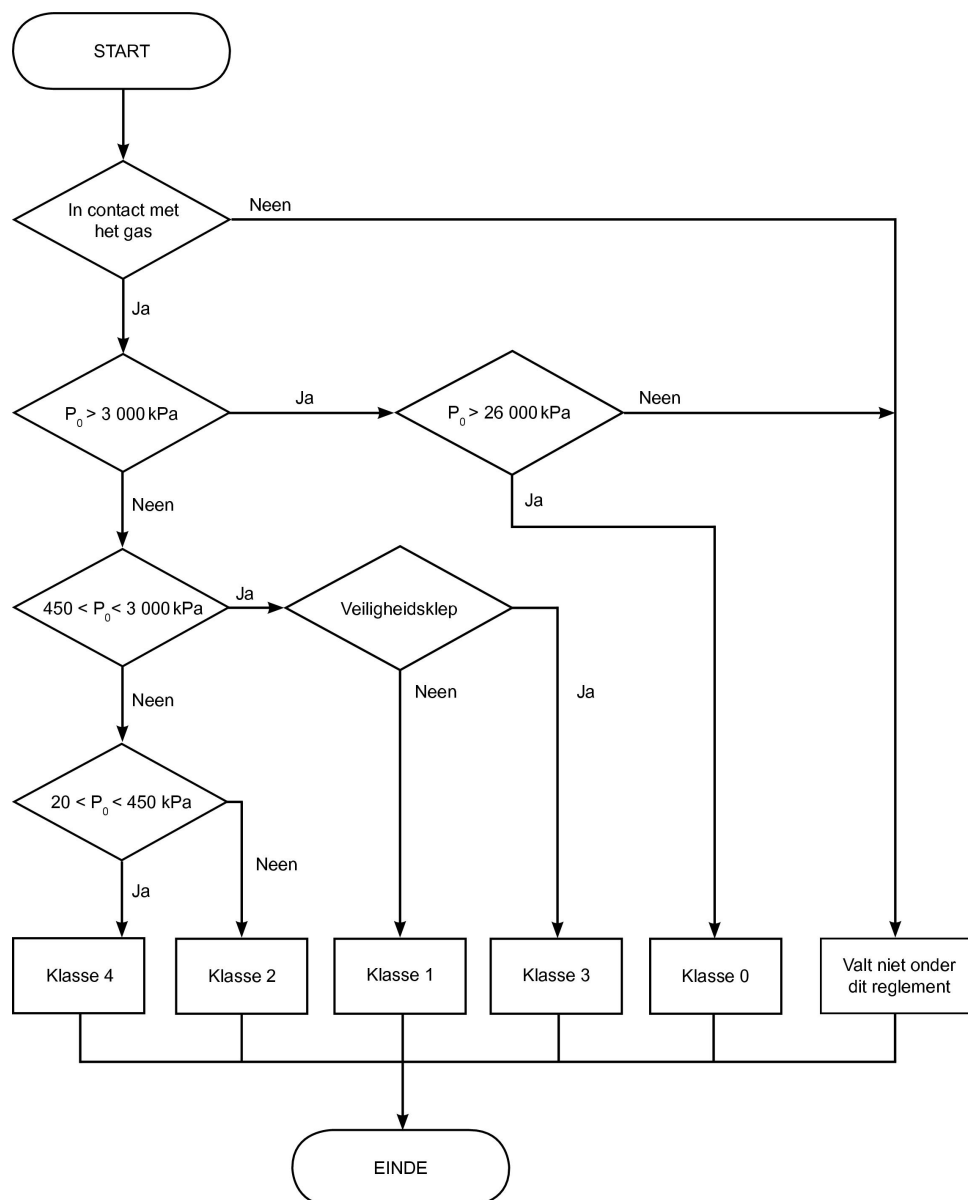 START
In contact met
het gas
Neen
Ja
P₀ > 3 000 kPa
Ja
P₀ > 26 000 kPa
Neen
Neen
Ja
450 < P₀ < 3 000 kPa
Ja
Veiligheidsklep
Neen
Neen
Ja
20 < P₀ < 450 kPa
Neen
Ja
Klasse 4
Klasse 2
Klasse 1
Klasse 3
Klasse 0
Valt niet onder
dit reglement
EINDE